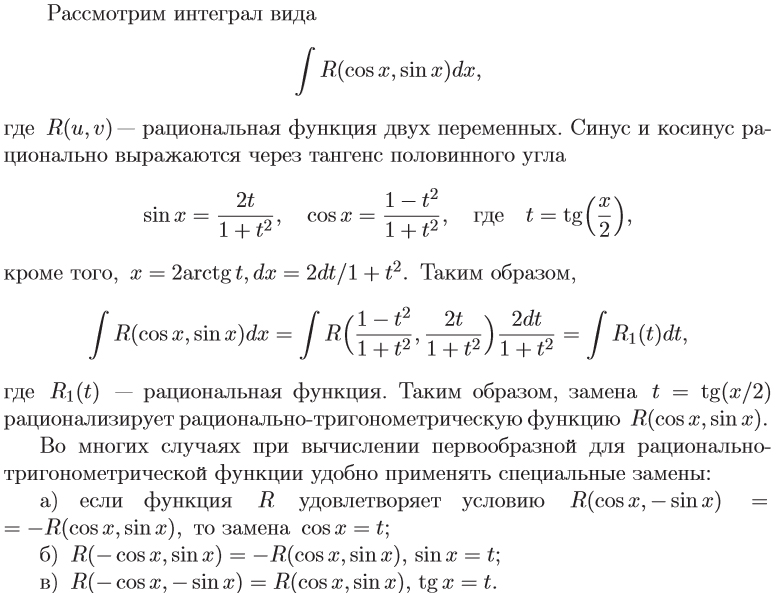 Рассмотрим интеграл вида
∫ R(cos x, sin x)dx,
где R(u, v) — рациональная функция двух переменных. Синус и косинус ра-
ционально выражаются через тангенс половинного угла
sin x = 2t/(1 + t²), cos x = (1 − t²)/(1 + t²), где t = tg(x/2),
кроме того, x = 2arctg t, dx = 2dt/1 + t². Таким образом,
∫ R(cos x, sin x)dx = ∫ R((1 − t²)/(1 + t²), 2t/(1 + t²)) 2dt/(1 + t²) = ∫ R₁(t)dt,
где R₁(t) — рациональная функция. Таким образом, замена t = tg(x/2)
рационализирует рационально-тригонометрическую функцию R(cos x, sin x).
Во многих случаях при вычислении первообразной для рационально-
тригонометрической функции удобно применять специальные замены:
а) если функция R удовлетворяет условию R(cos x, − sin x) =
= −R(cos x, sin x), то замена cos x = t;
б) R(− cos x, sin x) = −R(cos x, sin x), sin x = t;
в) R(− cos x, − sin x) = R(cos x, sin x), tg x = t.